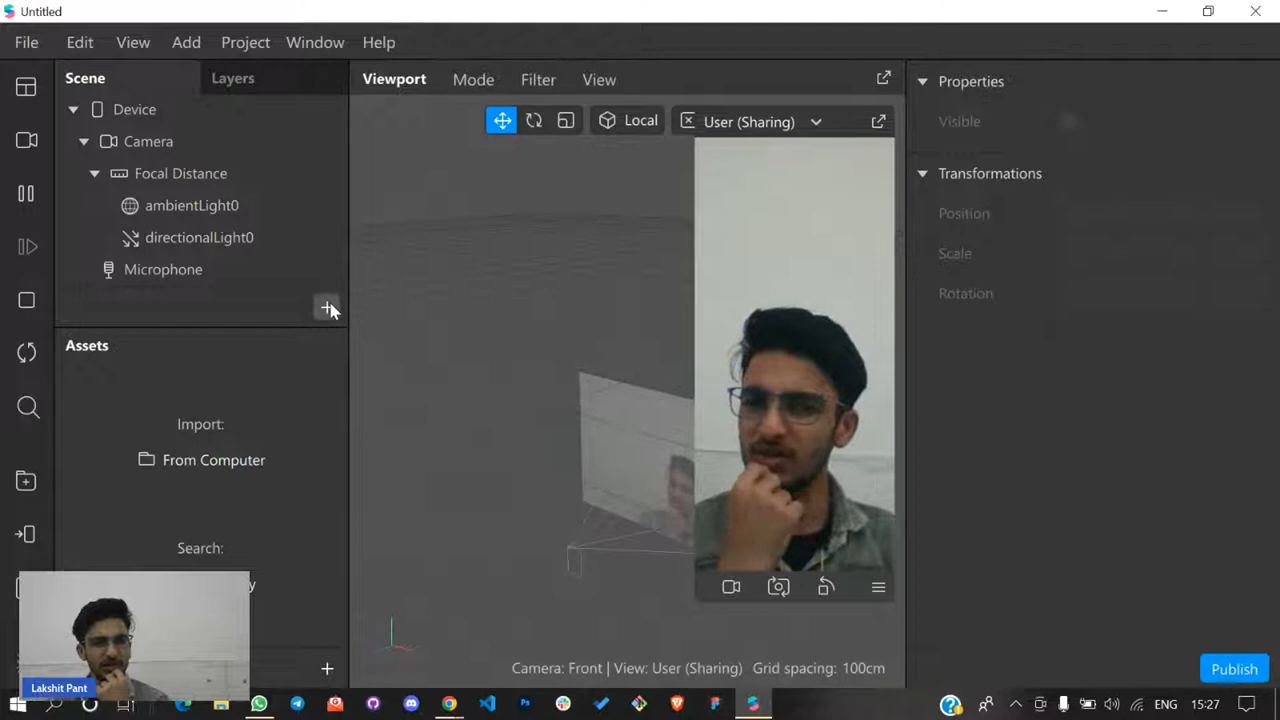 Untitled
File Edit View Add Project Window Help
Scene Layers
Device
Camera
Focal Distance
ambientLight0
directionalLight0
Microphone
Assets
Import:
From Computer
Search:
y
Lakshit Pant
Viewport Mode Filter View
Local User (Sharing)
Camera: Front | View: User (Sharing) Grid spacing: 100cm
Properties
Visible
Transformations
Position
Scale
Rotation
Publish
ENG 15:27